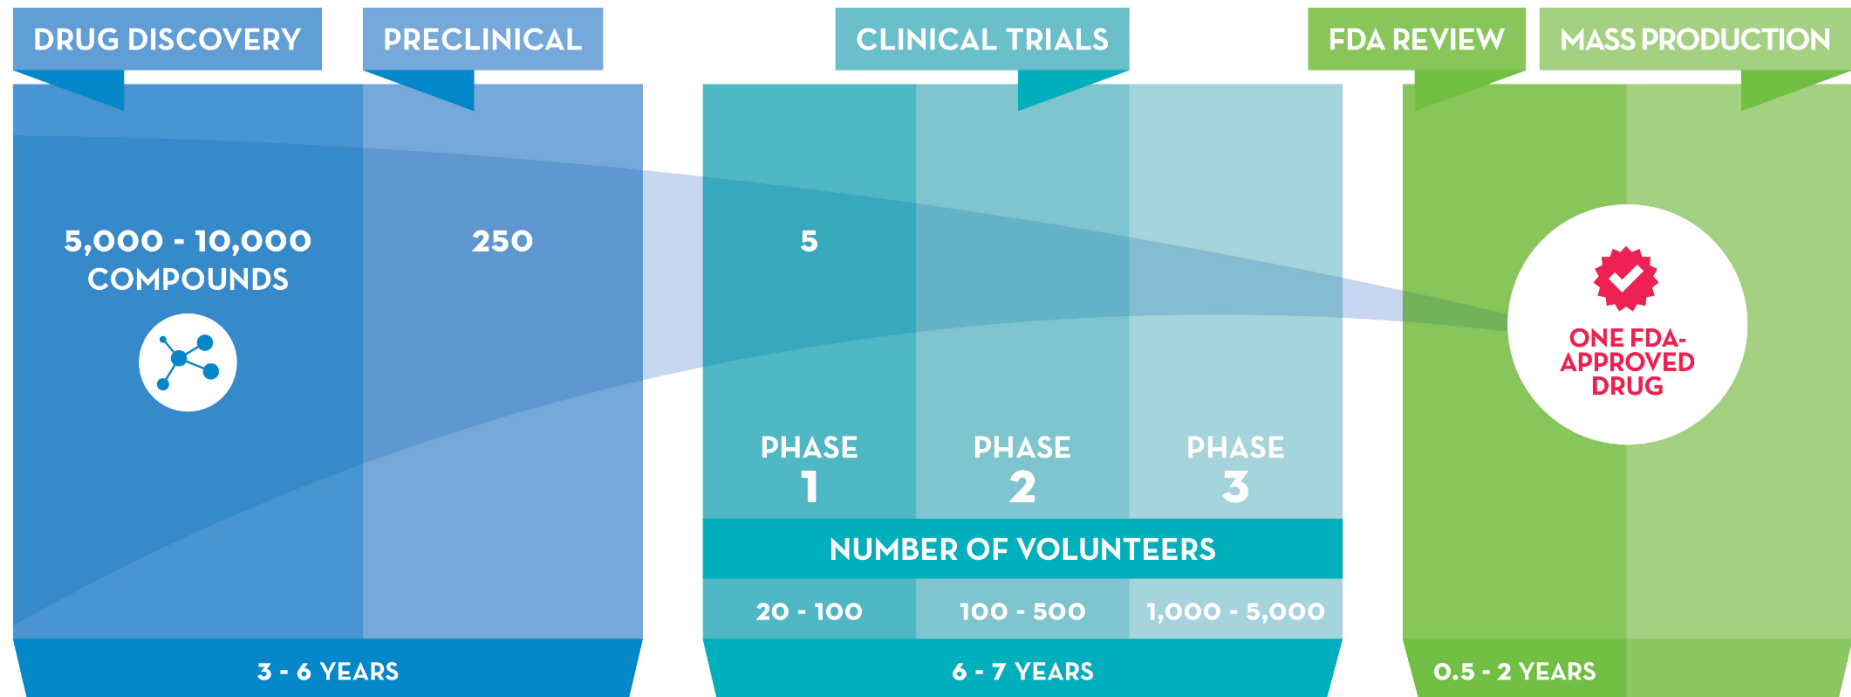 DRUG DISCOVERY
PRECLINICAL
CLINICAL TRIALS
FDA REVIEW
MASS PRODUCTION
5,000 - 10,000
COMPOUNDS
250
5
ONE FDA-
APPROVED
DRUG
PHASE
1
PHASE
2
PHASE
3
NUMBER OF VOLUNTEERS
20 - 100
100 - 500
1,000 - 5,000
3 - 6 YEARS
6 - 7 YEARS
0.5 - 2 YEARS